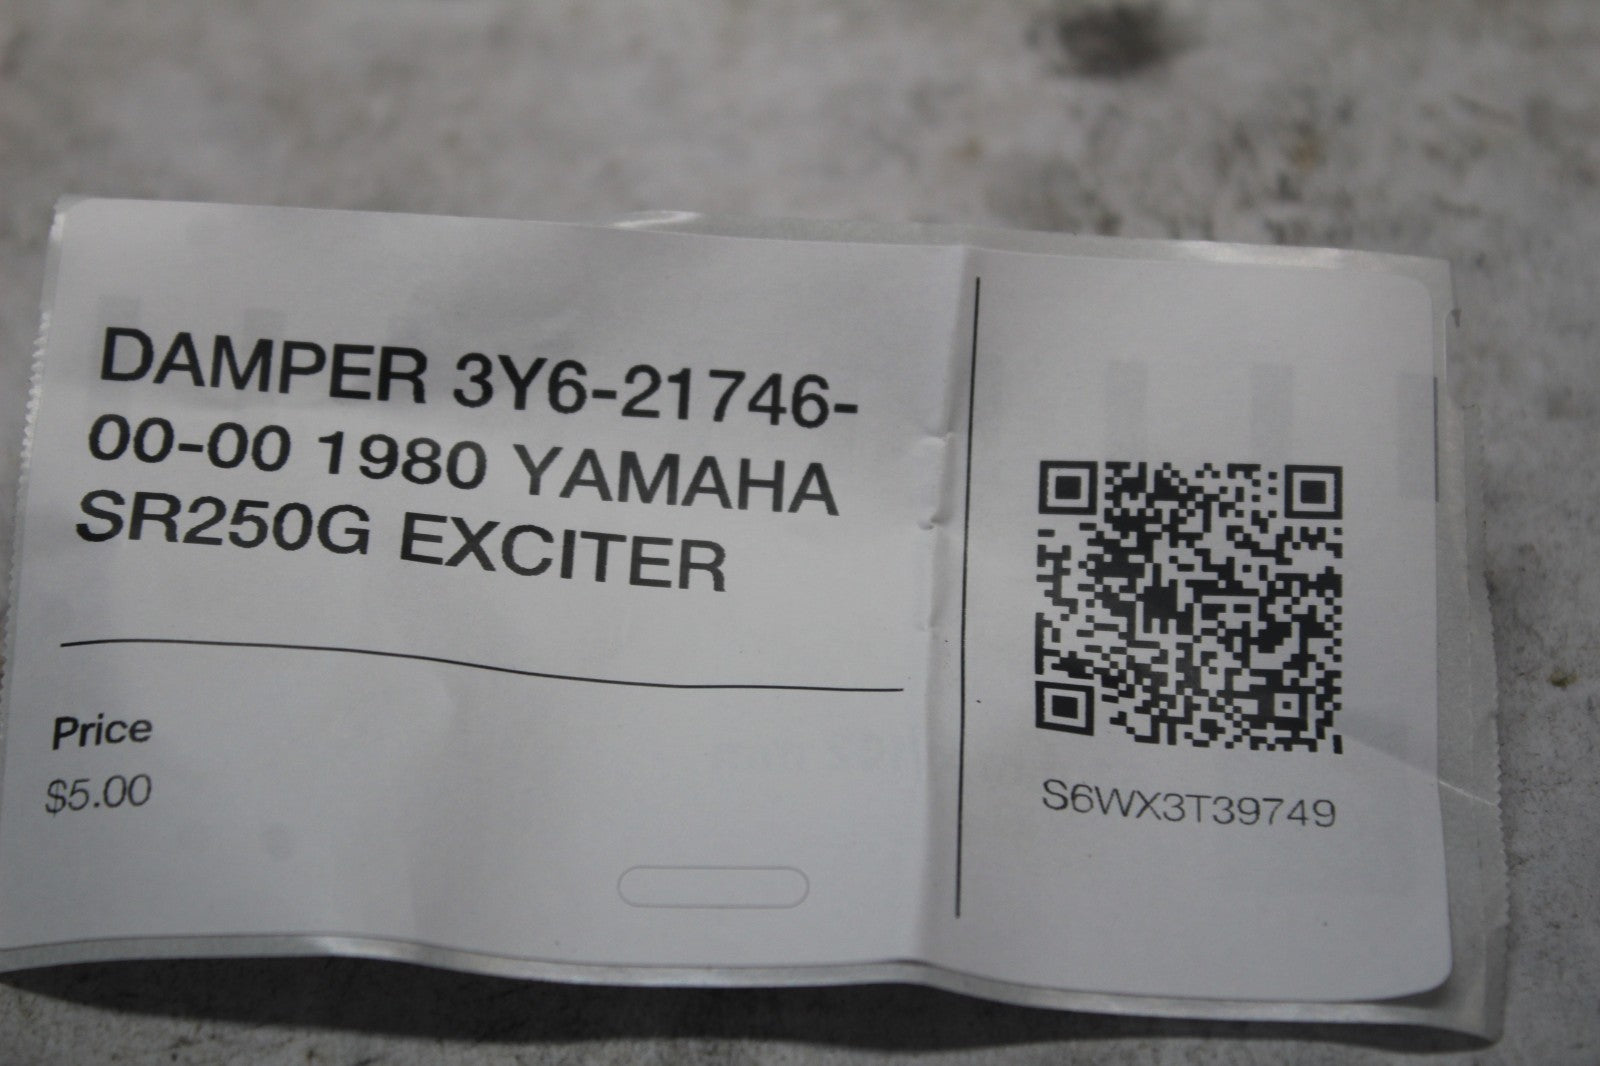 DAMPER 3Y6-21746-
00-00 1980 YAMAHA
SR250G EXCITER
Price
$5.00
S6WX3T39749